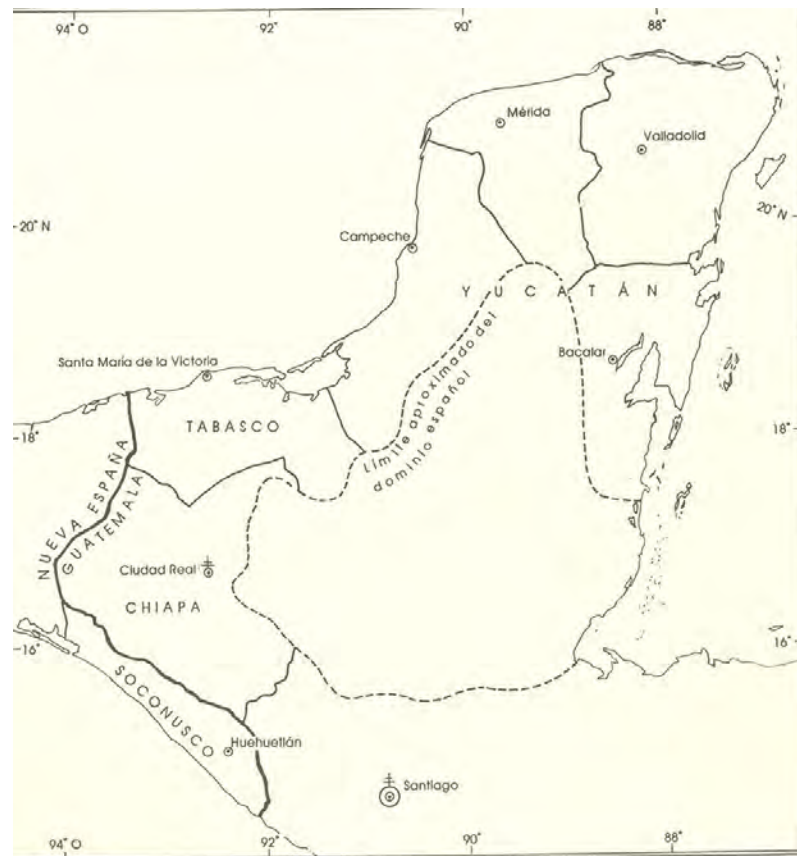 94° O
92°
90
88°
Mérida
Valladolid
20° N
20° N
Campeche
YUCATÁN
Límite aproximado del
dominio español
Bacalar
Santa María de la Victoria
TABASCO
18°
18°
NUEVA ESPAÑA
GUATEMALA
Ciudad Real
CHIAPA
16°
16°
SOCONUSCO
Huehuetlán
Santiago
94° O
92°
90
88°